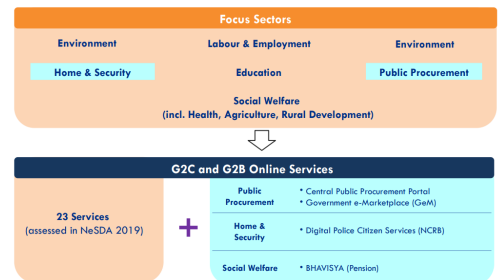 Focus Sectors
Environment Labour & Employment Environment
Home & Security Education Public Procurement
Social Welfare
(incl. Health, Agriculture, Rural Development)
G2C and G2B Online Services
23 Services
(assessed in NeSDA 2019)
+
Public
Procurement
• Central Public Procurement Portal
• Government e-Marketplace (GeM)
Home &
Security
• Digital Police Citizen Services (NCRB)
Social Welfare • BHAVISYA (Pension)